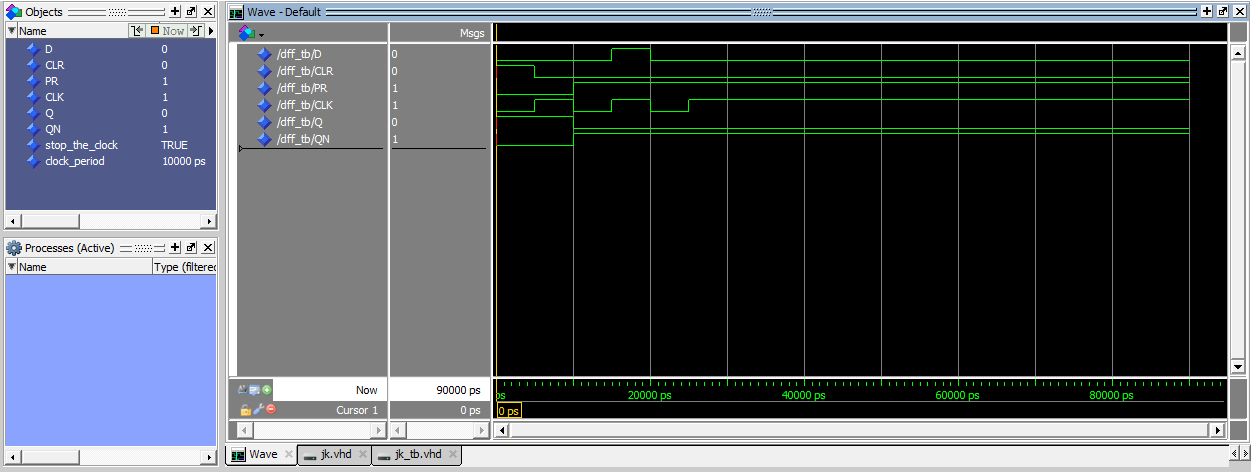 Objects
Name Now
D 0
CLR 0
PR 1
CLK 1
Q 0
QN 1
stop_the_clock TRUE
clock_period 10000 ps
Processes (Active)
Name Type (filtered
Wave - Default
Msgs
/dff_tb/D 0
/dff_tb/CLR 0
/dff_tb/PR 1
/dff_tb/CLK 1
/dff_tb/Q 0
/dff_tb/QN 1
Now 90000 ps
ps 20000 ps 40000 ps 60000 ps 80000 ps
Cursor 1 0 ps
0 ps
Wave jk.vhd jk_tb.vhd